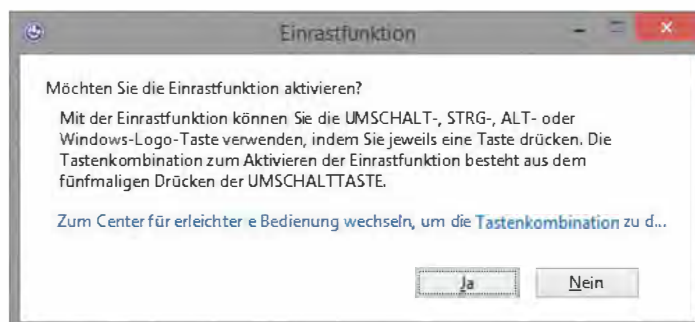 Einrastfunktion
Möchten Sie die Einrastfunktion aktivieren?
Mit der Einrastfunktion können Sie die UMSCHALT-, STRG-, ALT- oder
Windows-Logo-Taste verwenden, indem Sie jeweils eine Taste drücken. Die
Tastenkombination zum Aktivieren der Einrastfunktion besteht aus dem
fünfmaligen Drücken der UMSCHALTTASTE.
Zum Center für erleichter e Bedienung wechseln, um die Tastenkombination zu d...
Ja
Nein